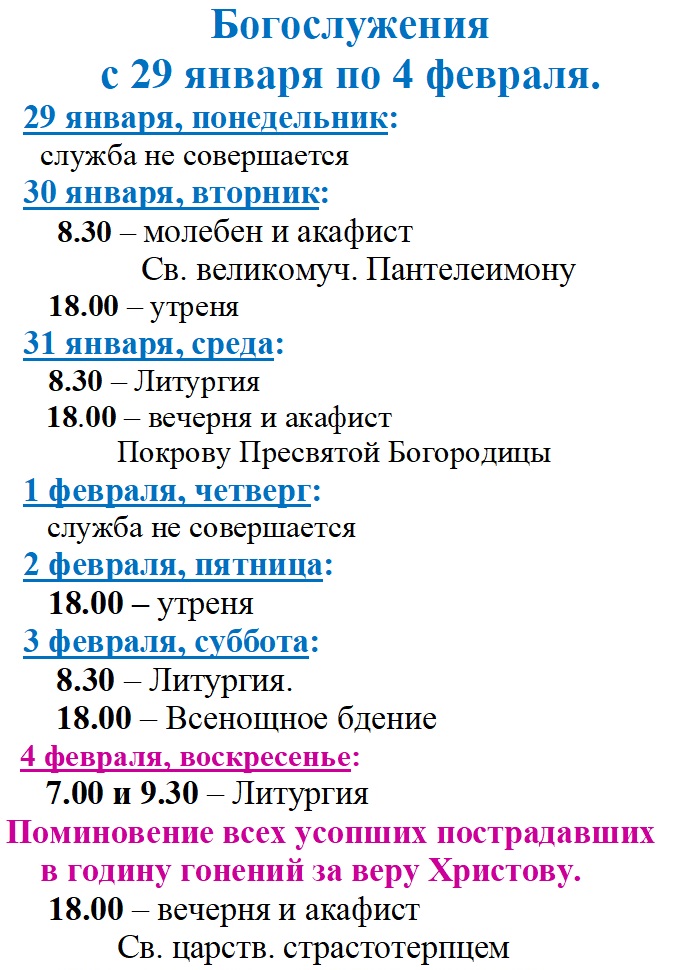 Богослужения
с 29 января по 4 февраля.
29 января, понедельник:
служба не совершается
30 января, вторник:
8.30 – молебен и акафист
Св. великомуч. Пантелеимону
18.00 – утреня
31 января, среда:
8.30 – Литургия
18.00 – вечерня и акафист
Покрову Пресвятой Богородицы
1 февраля, четверг:
служба не совершается
2 февраля, пятница:
18.00 – утреня
3 февраля, суббота:
8.30 – Литургия.
18.00 – Всенощное бдение
4 февраля, воскресенье:
7.00 и 9.30 – Литургия
Поминовение всех усопших пострадавших
в годину гонений за веру Христову.
18.00 – вечерня и акафист
Св. царств. страстотерпцем